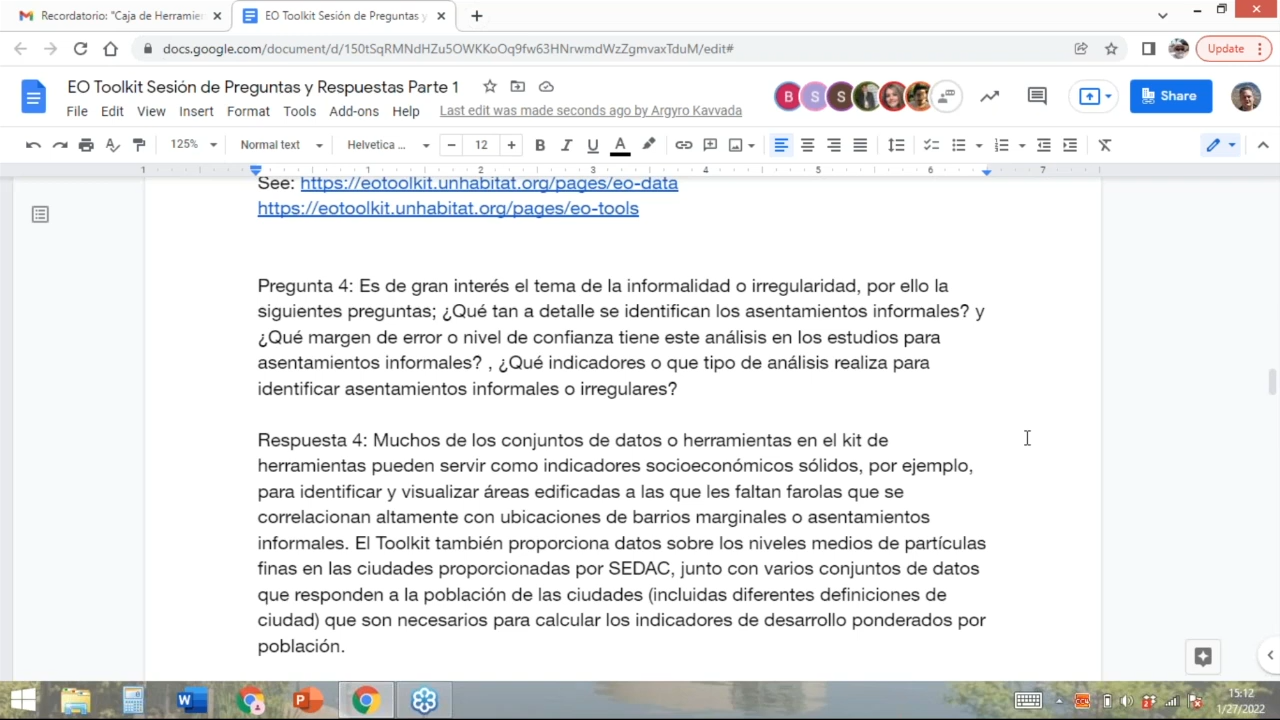 Recordatorio: "Caja de Herramier
EO Toolkit Sesión de Preguntas y
docs.google.com/document/d/150tSqRMNdHZu5OWKKoOq9fw63HNrwmdWzZgmvaxTduM/edit#
Update
EO Toolkit Sesión de Preguntas y Respuestas Parte 1
File Edit View Insert Format Tools Add-ons Help Last edit was made seconds ago by Argyro Kavvada
B S S
Share
125% Normal text Helvetica ... 12 B I U A
1 1 2 3 4 5 6 7
See: https://eotoolkit.unhabitat.org/pages/eo-data
https://eotoolkit.unhabitat.org/pages/eo-tools
Pregunta 4: Es de gran interés el tema de la informalidad o irregularidad, por ello la
siguientes preguntas; ¿Qué tan a detalle se identifican los asentamientos informales? y
¿Qué margen de error o nivel de confianza tiene este análisis en los estudios para
asentamientos informales? , ¿Qué indicadores o que tipo de análisis realiza para
identificar asentamientos informales o irregulares?
Respuesta 4: Muchos de los conjuntos de datos o herramientas en el kit de
herramientas pueden servir como indicadores socioeconómicos sólidos, por ejemplo,
para identificar y visualizar áreas edificadas a las que les faltan farolas que se
correlacionan altamente con ubicaciones de barrios marginales o asentamientos
informales. El Toolkit también proporciona datos sobre los niveles medios de partículas
finas en las ciudades proporcionadas por SEDAC, junto con varios conjuntos de datos
que responden a la población de las ciudades (incluidas diferentes definiciones de
ciudad) que son necesarios para calcular los indicadores de desarrollo ponderados por
población.
15:12
1/27/2022